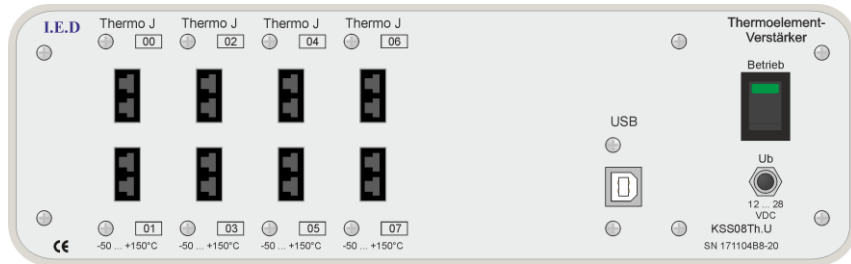 I.E.D
Thermo J Thermo J Thermo J Thermo J
00 02 04 06
01 03 05 07
-50 ... +150°C -50 ... +150°C -50 ... +150°C -50 ... +150°C
CE
USB
Thermoelement-
Verstärker
Betrieb
Ub
12 ... 28
VDC
KSS08Th.U
SN 171104B8-20